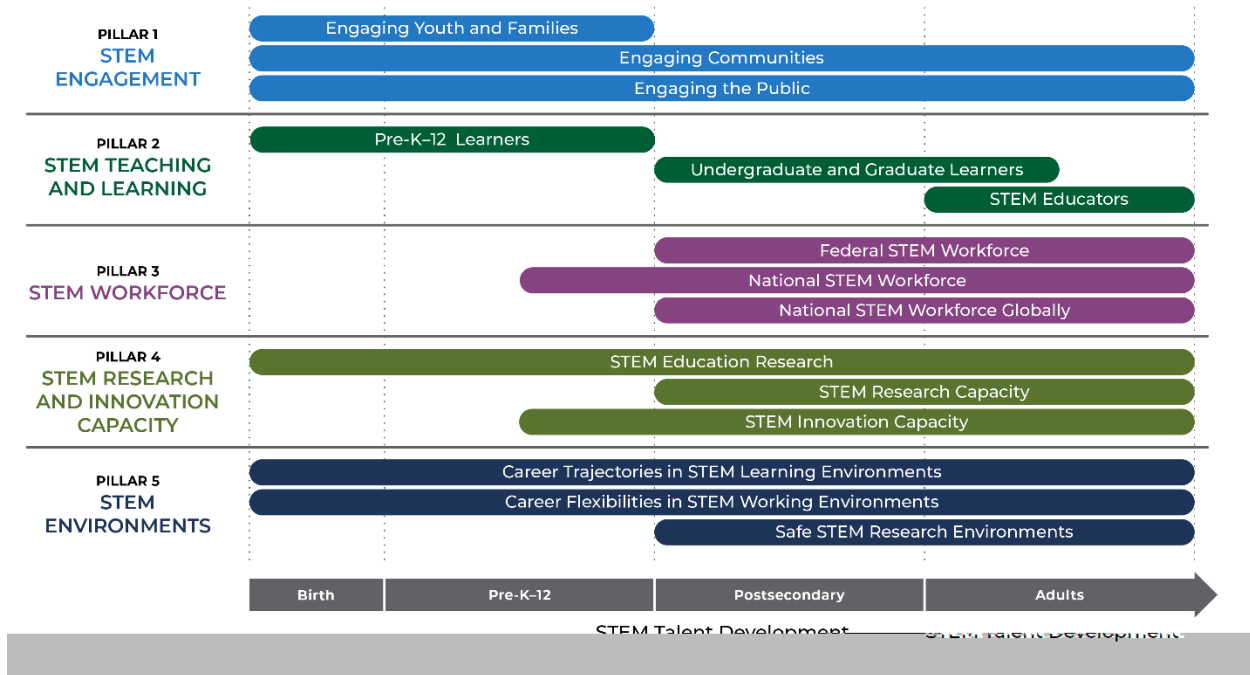 PILLAR 1
STEM
ENGAGEMENT
Engaging Youth and Families
Engaging Communities
Engaging the Public
PILLAR 2
STEM TEACHING
AND LEARNING
Pre-K–12 Learners
Undergraduate and Graduate Learners
STEM Educators
PILLAR 3
STEM WORKFORCE
Federal STEM Workforce
National STEM Workforce
National STEM Workforce Globally
PILLAR 4
STEM RESEARCH
AND INNOVATION
CAPACITY
STEM Education Research
STEM Research Capacity
STEM Innovation Capacity
PILLAR 5
STEM
ENVIRONMENTS
Career Trajectories in STEM Learning Environments
Career Flexibilities in STEM Working Environments
Safe STEM Research Environments
Birth
Pre-K–12
Postsecondary
Adults
STEM Talent Development
STEM Talent Development